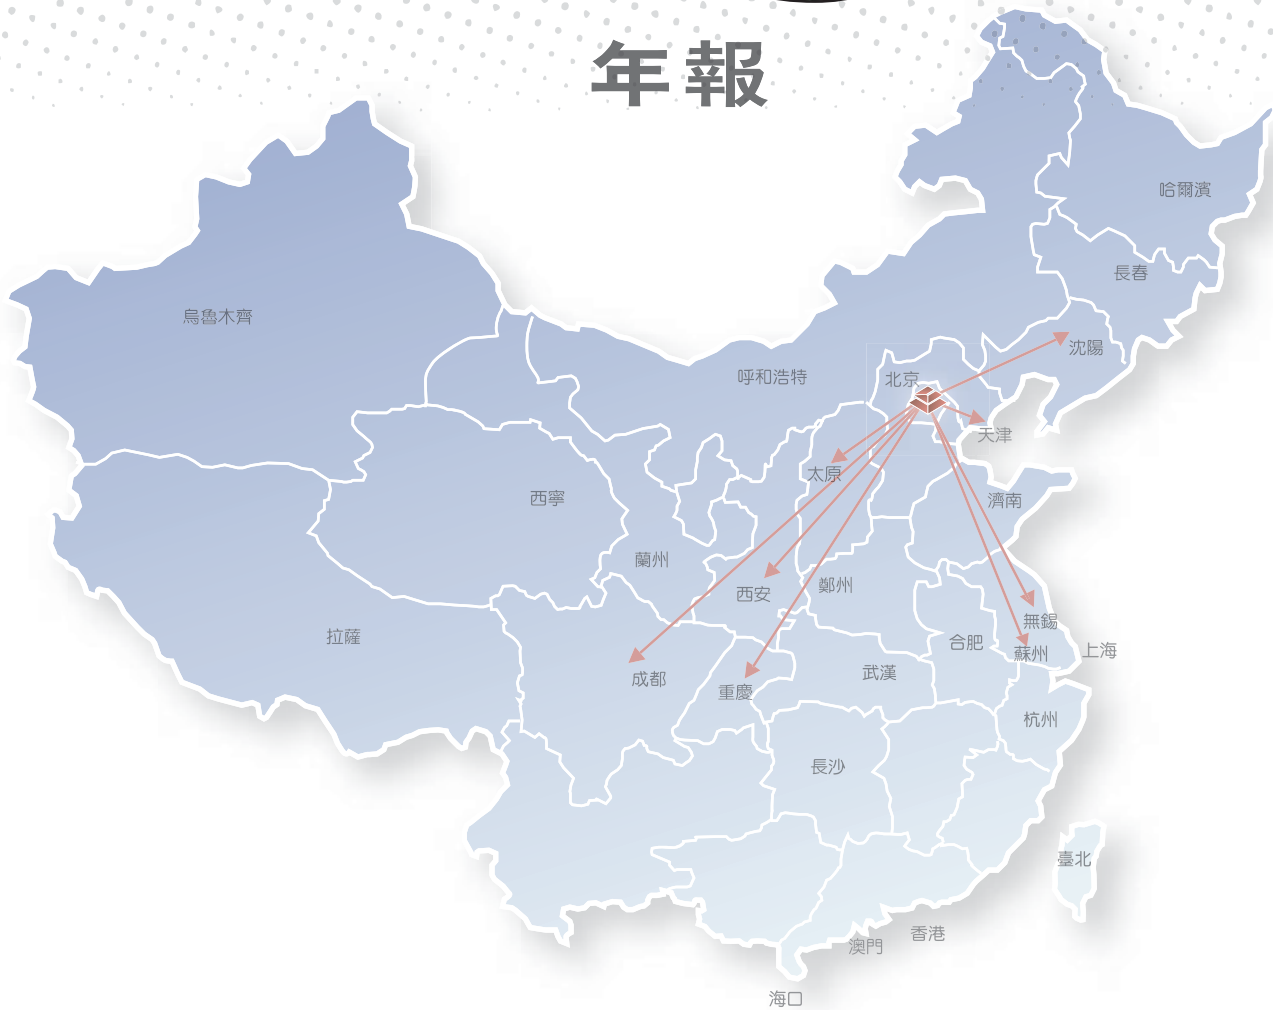 年報
哈爾濱
長春
烏魯木齊
沈陽
呼和浩特
北京
天津
太原
西寧
濟南
蘭州
西安
鄭州
無錫
拉薩
合肥
上海
蘇州
成都
武漢
重慶
杭州
長沙
臺北
香港
澳門
海口